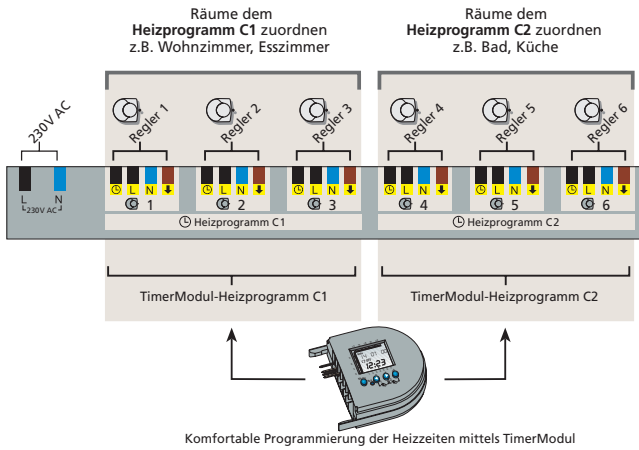 Räume dem
Heizprogramm C1 zuordnen
z.B. Wohnzimmer, Esszimmer
Räume dem
Heizprogramm C2 zuordnen
z.B. Bad, Küche
230V AC
Regler 1
Regler 2
Regler 3
Regler 4
Regler 5
Regler 6
L N
230V AC
L N
L N
L N
L N
L N
L N
1
2
3
4
5
6
Heizprogramm C1
Heizprogramm C2
TimerModul-Heizprogramm C1
TimerModul-Heizprogramm C2
12:23
Komfortable Programmierung der Heizzeiten mittels TimerModul